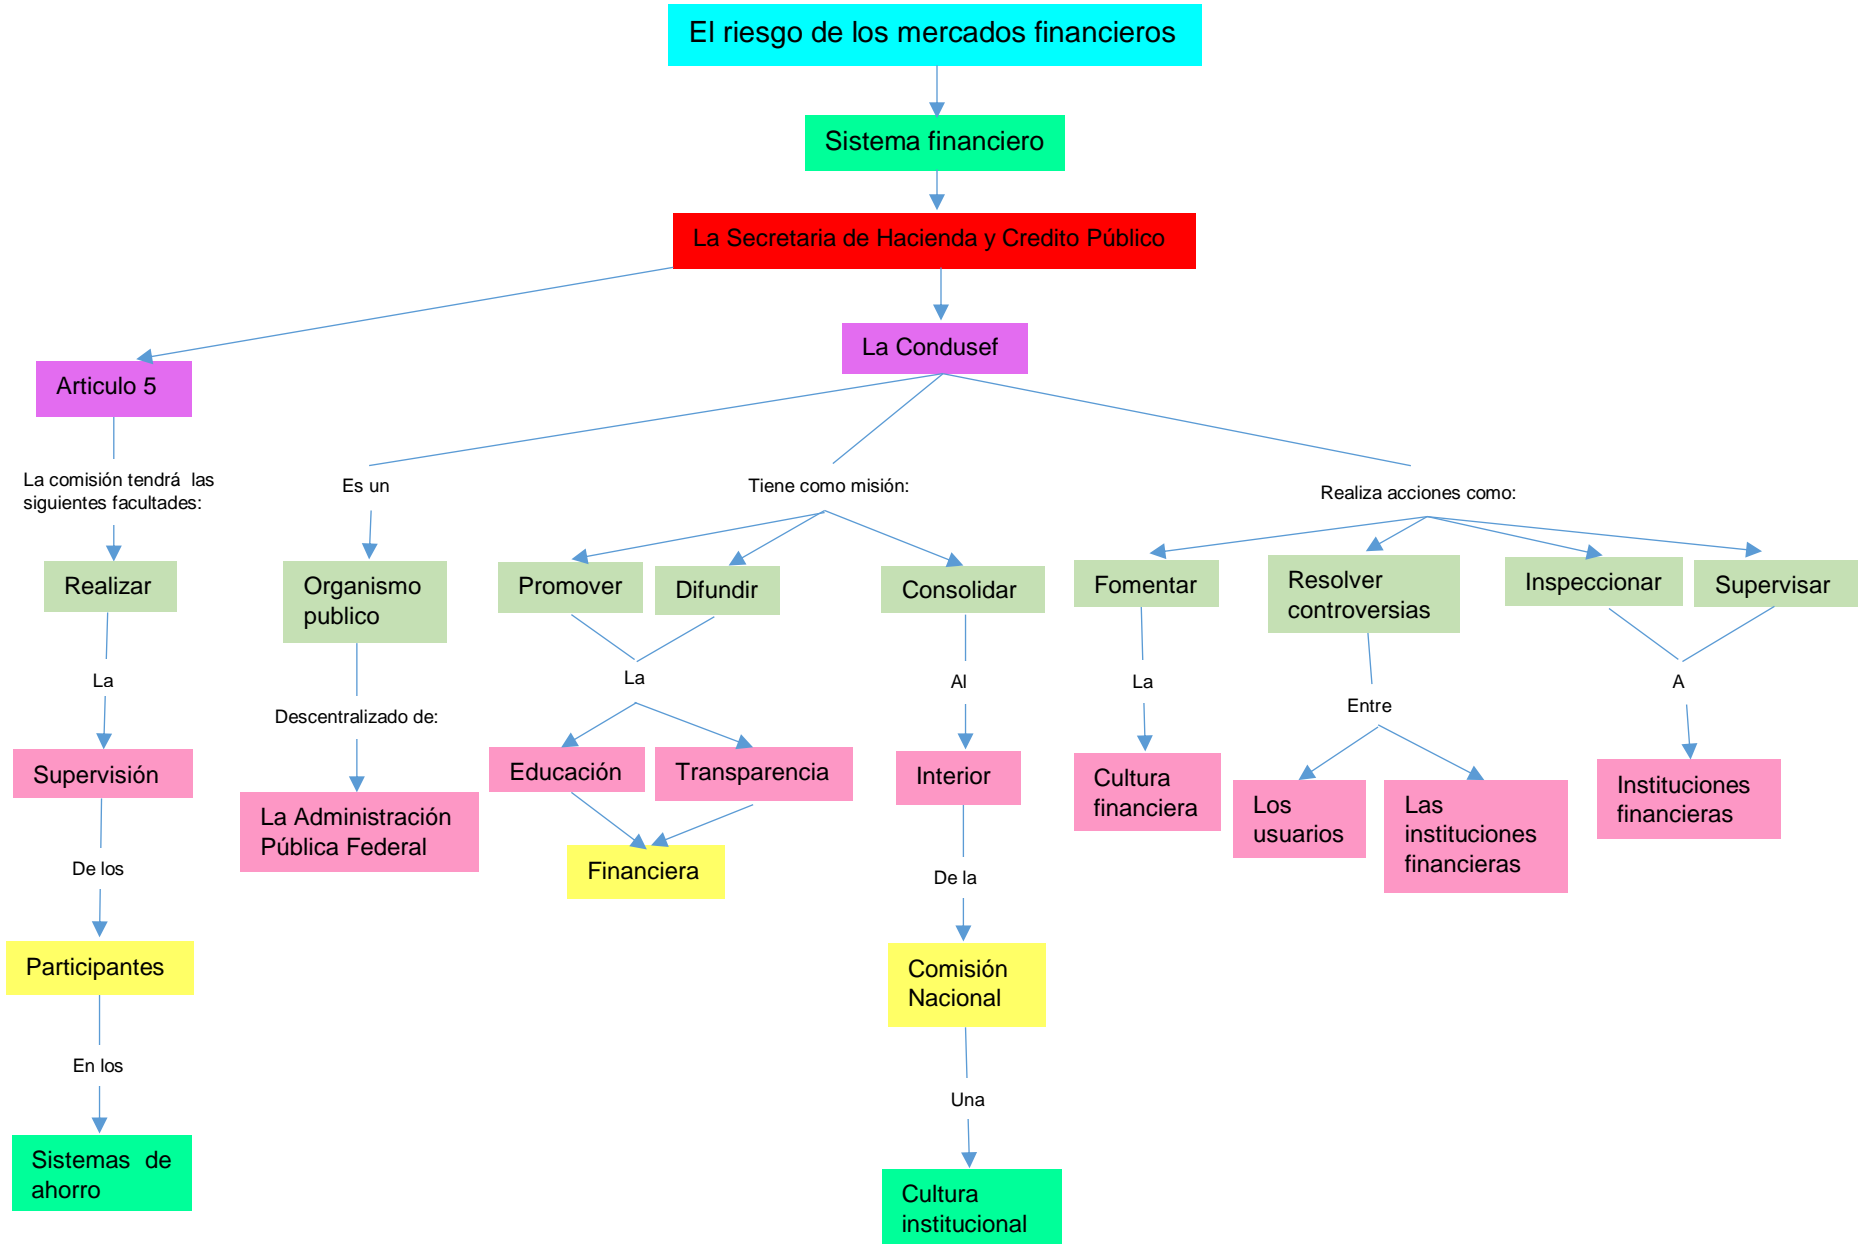 El riesgo de los mercados financieros
Sistema financiero
La Secretaria de Hacienda y Credito Público
La Condusef
Articulo 5
La comisión tendrá las
siguientes facultades:
Es un
Tiene como misión:
Realiza acciones como:
Realizar
Organismo
publico
Promover
Difundir
Consolidar
Fomentar
Resolver
controversias
Inspeccionar
Supervisar
La
Descentralizado de:
La
Al
La
Entre
A
Supervisión
La Administración
Pública Federal
Educación
Transparencia
Interior
Cultura
financiera
Los
usuarios
Las
instituciones
financieras
Instituciones
financieras
De los
Financiera
De la
Participantes
Comisión
Nacional
En los
Una
Sistemas de
ahorro
Cultura
institucional